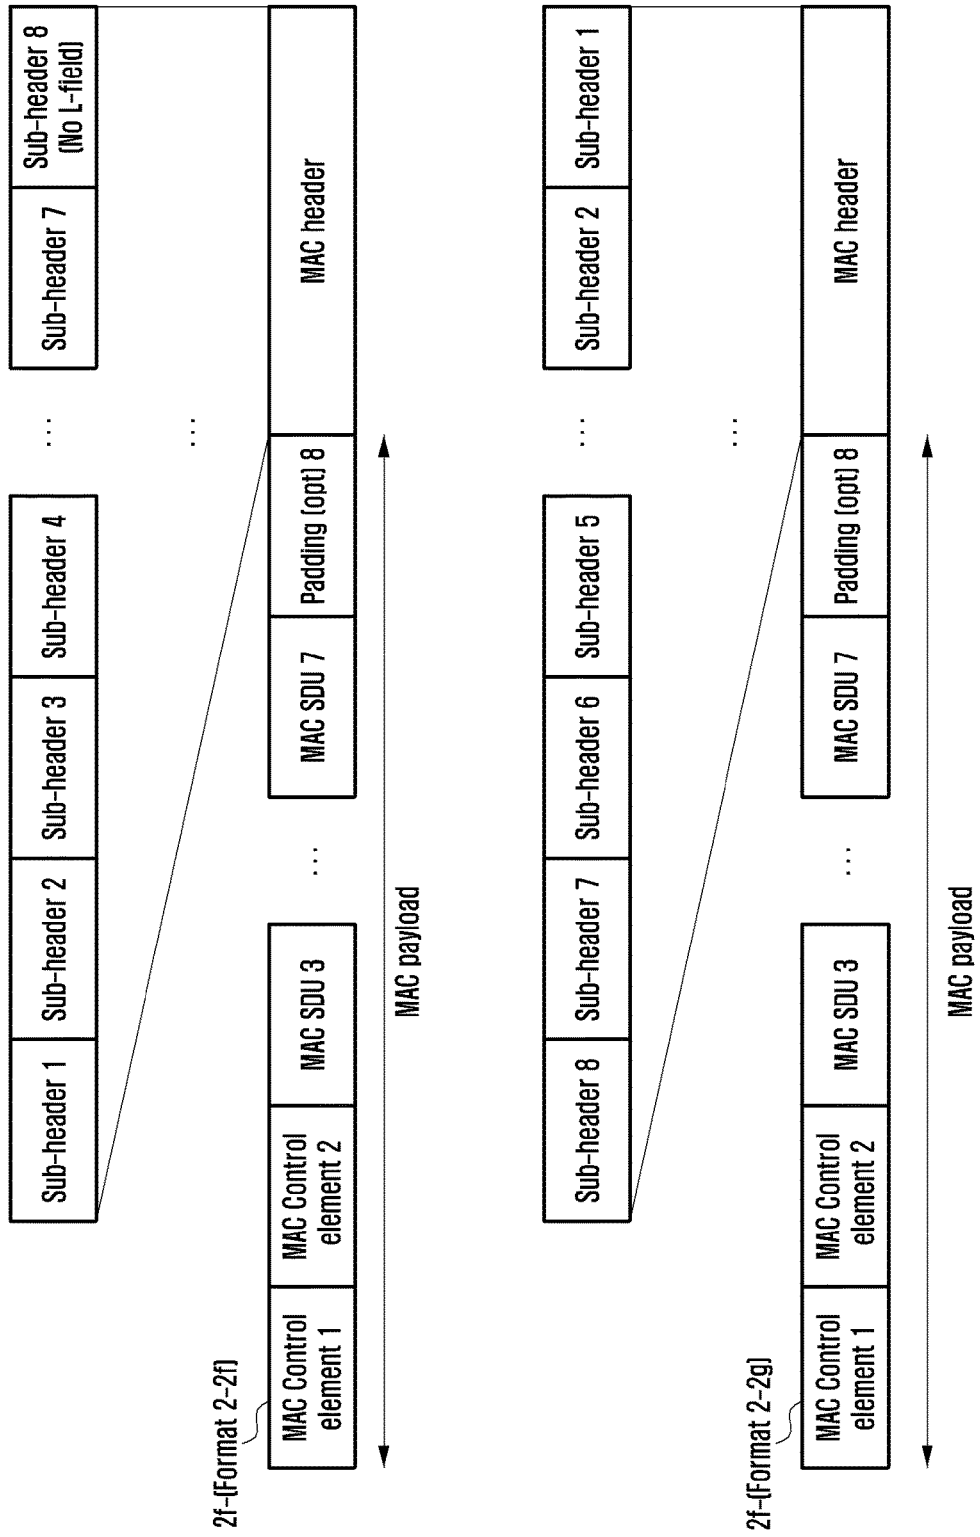 Sub-header 1
Sub-header 2
Sub-header 3
Sub-header 4
...
Sub-header 7
Sub-header 8
(No L-field)
...
2f-(Format 2-2f)
MAC Control
element 1
MAC Control
element 2
MAC SDU 3
...
MAC SDU 7
Padding (opt) 8
MAC header
MAC payload
Sub-header 8
Sub-header 7
Sub-header 6
Sub-header 5
...
Sub-header 2
Sub-header 1
...
2f-(Format 2-2g)
MAC Control
element 1
MAC Control
element 2
MAC SDU 3
...
MAC SDU 7
Padding (opt) 8
MAC header
MAC payload